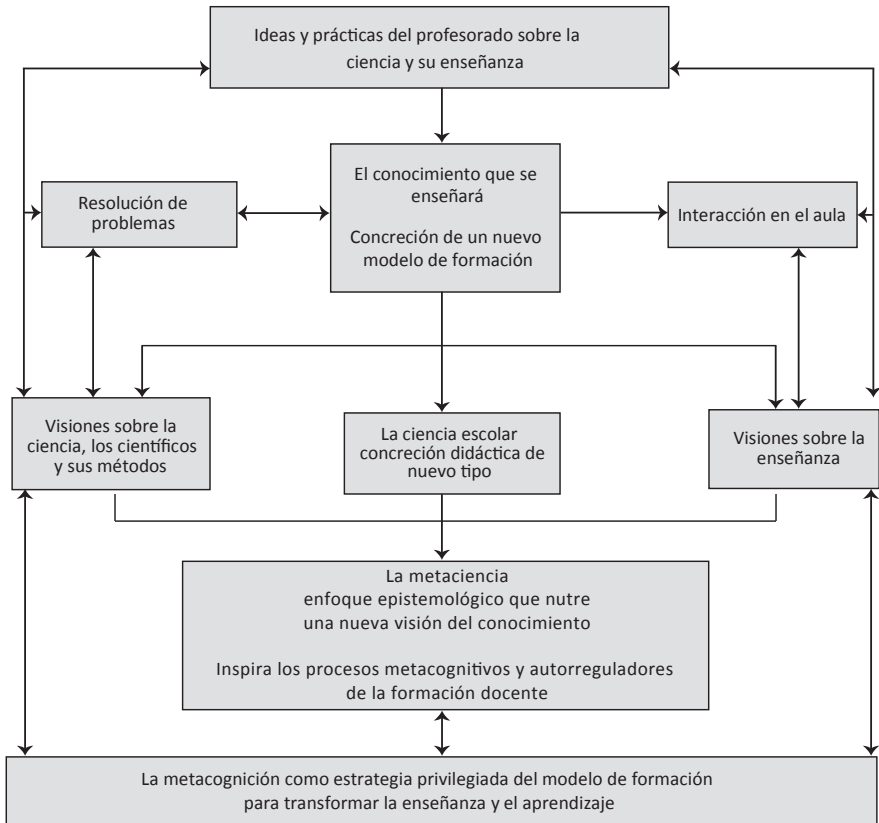 Ideas y prácticas del profesorado sobre la
ciencia y su enseñanza
El conocimiento que se
enseñará
Concreción de un nuevo
modelo de formación
Resolución de
problemas
Interacción en el aula
Visiones sobre la
ciencia, los científicos
y sus métodos
La ciencia escolar
concreción didáctica de
nuevo tipo
Visiones sobre la
enseñanza
La metaciencia
enfoque epistemológico que nutre
una nueva visión del conocimiento
Inspira los procesos metacognitivos y autorreguladores
de la formación docente
La metacognición como estrategia privilegiada del modelo de formación
para transformar la enseñanza y el aprendizaje